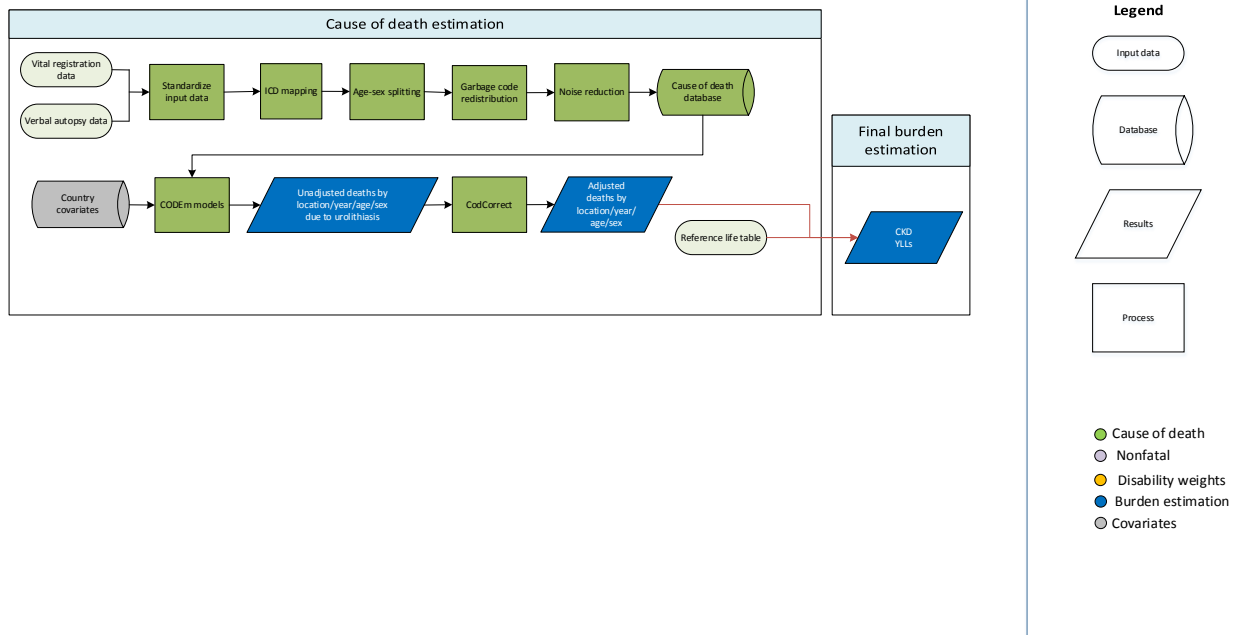 Cause of death estimation
Vital registration
data
Verbal autopsy data
Standardize
input data
ICD mapping
Age-sex splitting
Garbage code
redistribution
Noise reduction
Cause of death
database
Country
covariates
CODEm models
Unadjusted deaths by
location/year/age/sex
due to urolithiasis
CodCorrect
Adjusted
deaths by
location/year/
age/sex
Reference life table
Final burden
estimation
CKD
YLLs
Legend
Input data
Database
Results
Process
Cause of death
Nonfatal
Disability weights
Burden estimation
Covariates